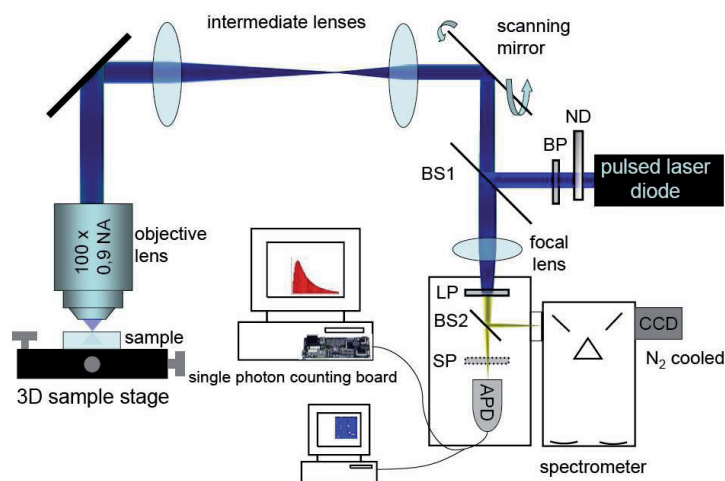 intermediate lenses
scanning
mirror
ND
BP
pulsed laser
diode
BS1
100 x
0,9 NA
objective
lens
focal
lens
LP
BS2
SP
APD
CCD
N₂ cooled
sample
3D sample stage
single photon counting board
spectrometer